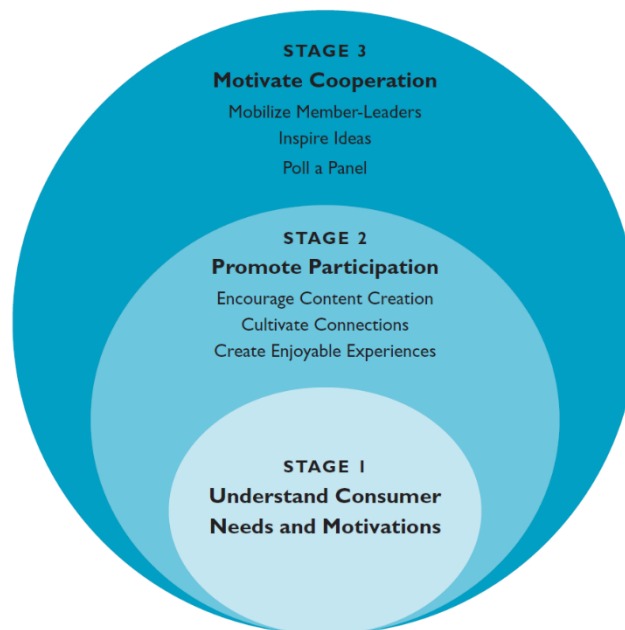 STAGE 3
Motivate Cooperation
Mobilize Member-Leaders
Inspire Ideas
Poll a Panel
STAGE 2
Promote Participation
Encourage Content Creation
Cultivate Connections
Create Enjoyable Experiences
STAGE 1
Understand Consumer
Needs and Motivations